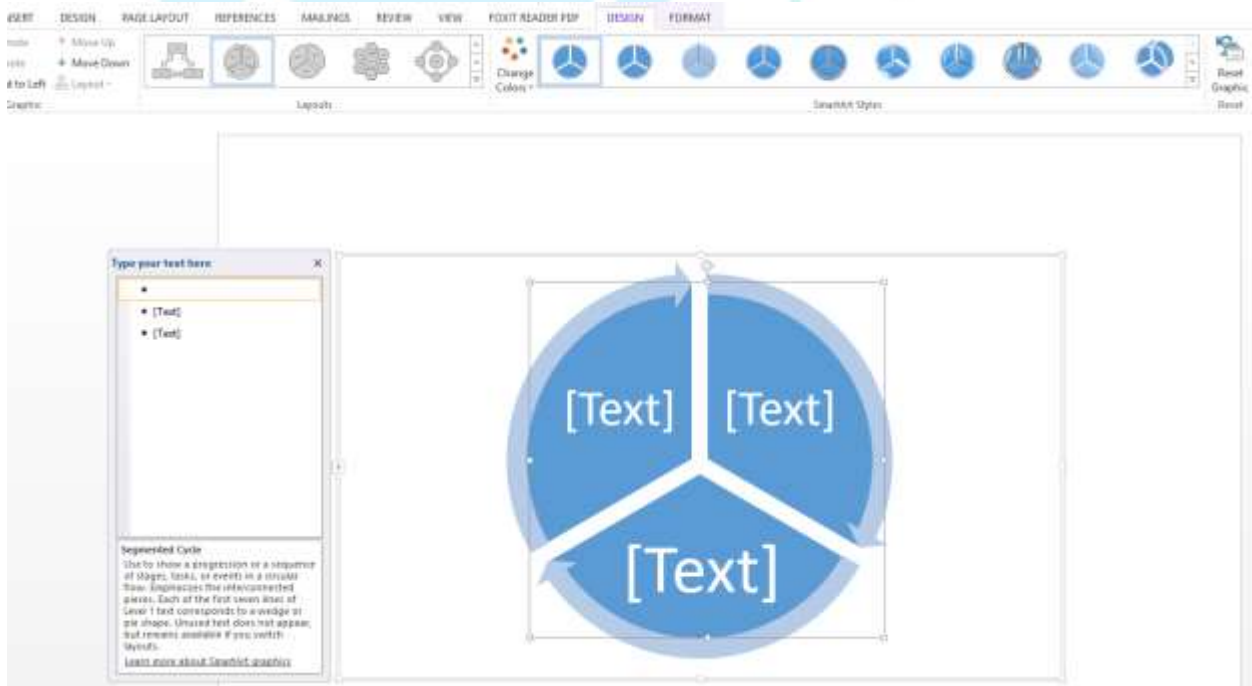 INSERT DESIGN PAGE LAYOUT REFERENCES MAILINGS REVIEW VIEW FOXIT READER PDF DESIGN FORMAT
Move Up
Move Down
Layout
to Left
Graphic
Layouts
Change
Colors
SmartArt Styles
Reset
Graphic
Reset
Type your text here
[Text]
[Text]
Segmented Cycle
Use to show a progression or a sequence
of stages, tasks, or events in a circular
flow. Emphasizes the interconnected
pieces. Each of the first seven lines of
Level 1 text corresponds to a wedge or
pie shape. Unused text does not appear,
but remains available if you switch
layouts.
Learn more about SmartArt graphics
[Text] [Text]
[Text]